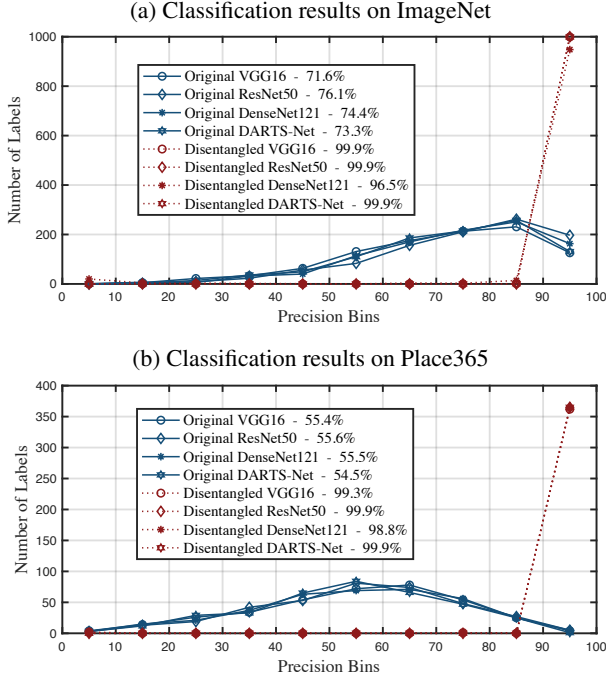 (a) Classification results on ImageNet
1000
800
600
400
200
0
Number of Labels
Original VGG16 - 71.6%
Original ResNet50 - 76.1%
Original DenseNet121 - 74.4%
Original DARTS-Net - 73.3%
Disentangled VGG16 - 99.9%
Disentangled ResNet50 - 99.9%
Disentangled DenseNet121 - 96.5%
Disentangled DARTS-Net - 99.9%
0 10 20 30 40 50 60 70 80 90 100
Precision Bins
(b) Classification results on Place365
400
350
300
250
200
150
100
50
0
Number of Labels
Original VGG16 - 55.4%
Original ResNet50 - 55.6%
Original DenseNet121 - 55.5%
Original DARTS-Net - 54.5%
Disentangled VGG16 - 99.3%
Disentangled ResNet50 - 99.9%
Disentangled DenseNet121 - 98.8%
Disentangled DARTS-Net - 99.9%
0 10 20 30 40 50 60 70 80 90 100
Precision Bins